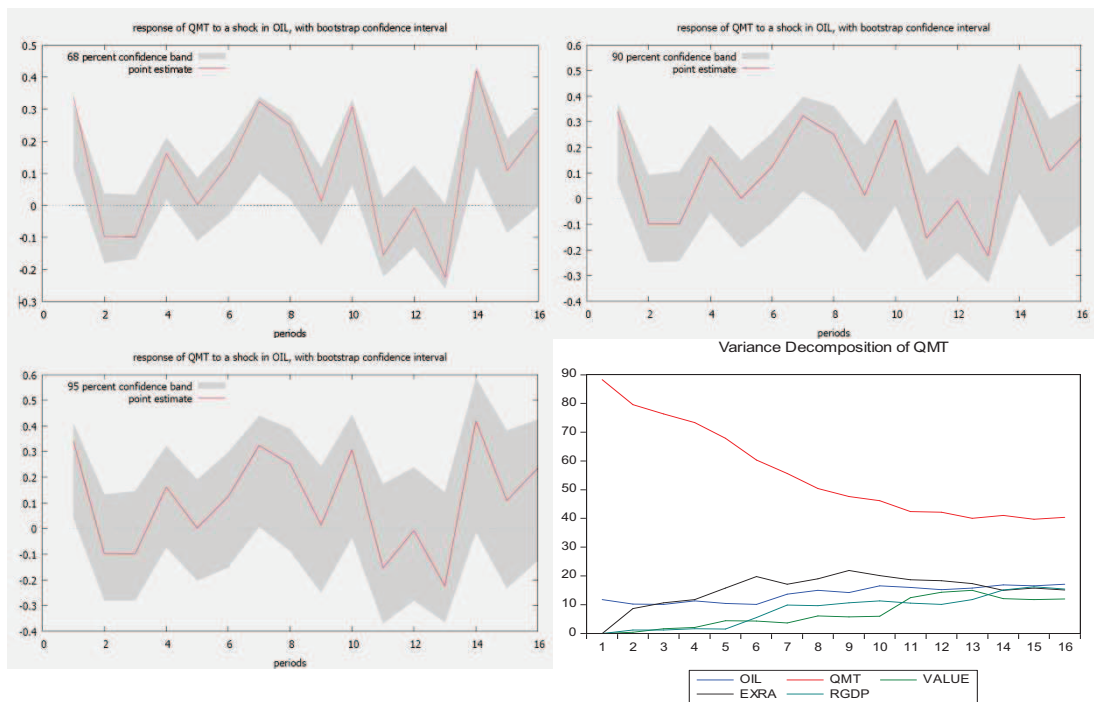 response of QMT to a shock in OIL, with bootstrap confidence interval
68 percent confidence band
point estimate
0.5
0.4
0.3
0.2
0.1
0
-0.1
-0.2
-0.3
0 2 4 6 8 10 12 14 16
periods
response of QMT to a shock in OIL, with bootstrap confidence interval
90 percent confidence band
point estimate
0.6
0.5
0.4
0.3
0.2
0.1
0
-0.1
-0.2
-0.3
-0.4
0 2 4 6 8 10 12 14 16
periods
response of QMT to a shock in OIL, with bootstrap confidence interval
95 percent confidence band
point estimate
0.6
0.5
0.4
0.3
0.2
0.1
0
-0.1
-0.2
-0.3
-0.4
0 2 4 6 8 10 12 14 16
periods
Variance Decomposition of QMT
90
80
70
60
50
40
30
20
10
0
1 2 3 4 5 6 7 8 9 10 11 12 13 14 15 16
OIL QMT VALUE
EXRA RGDP